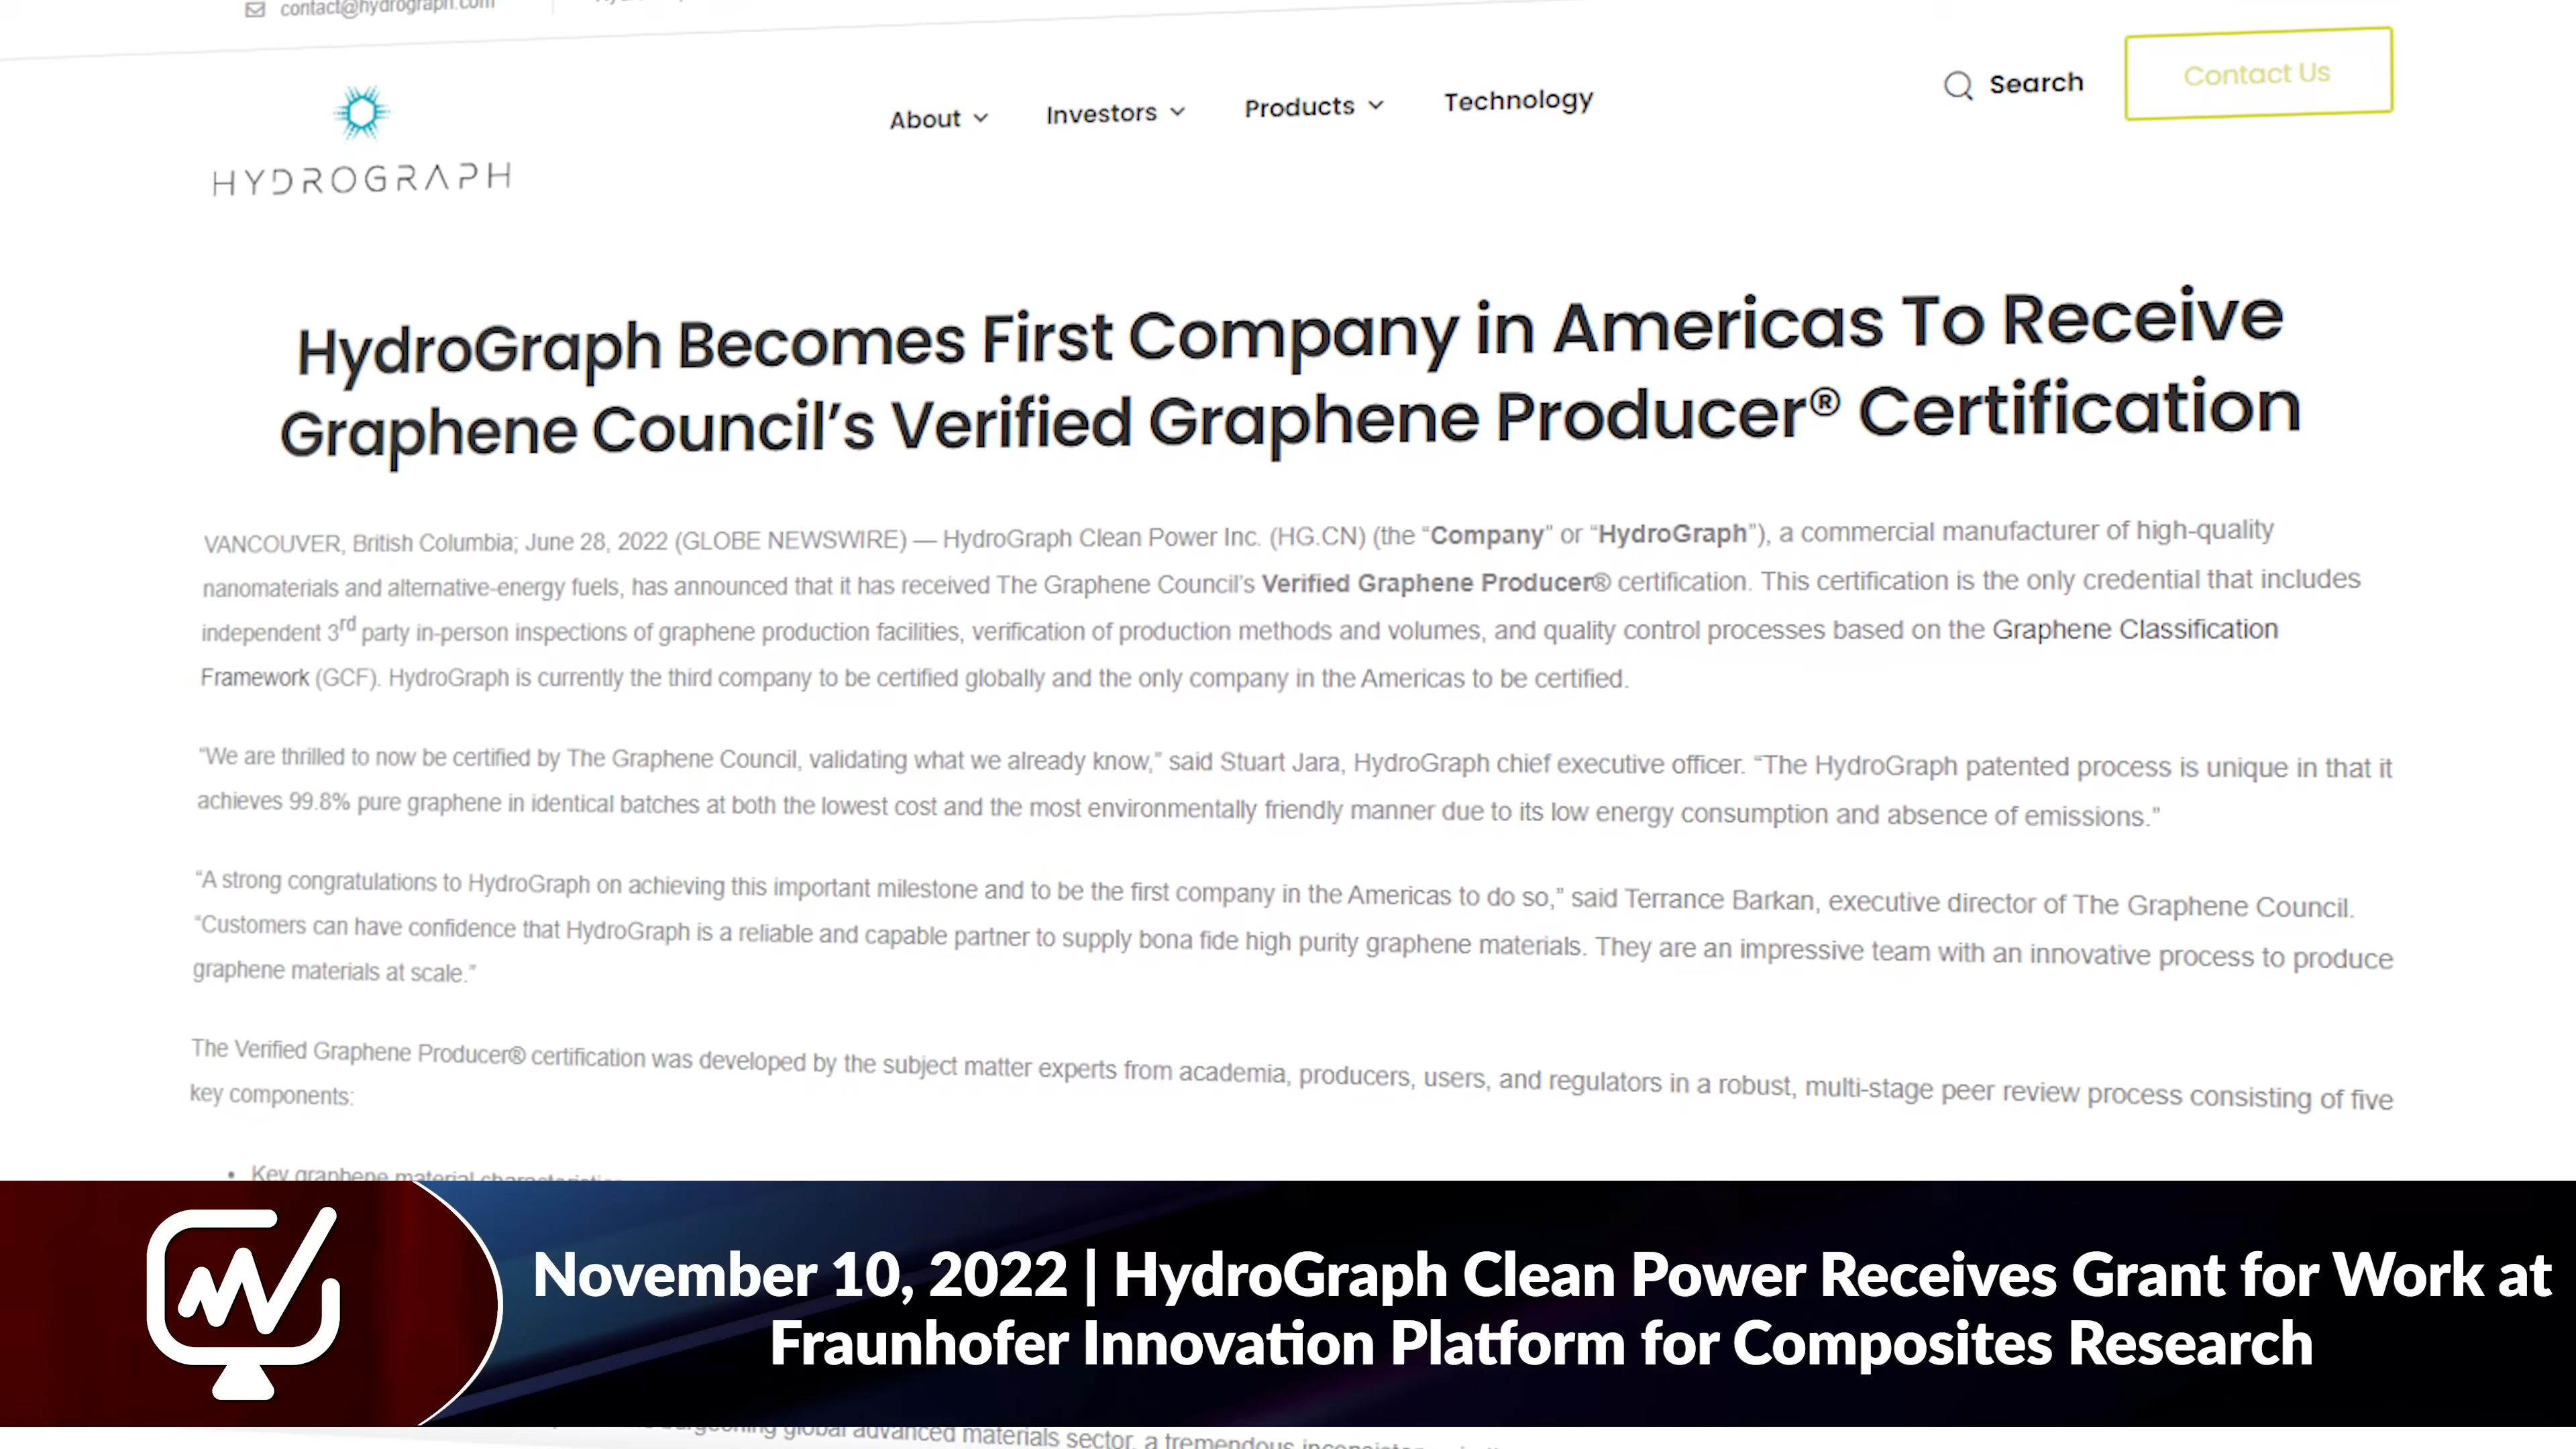 contact@hydrograph.com
HYDROGRAPH
About
Investors
Products
Technology
Search
Contact Us
HydroGraph Becomes First Company in Americas To Receive
Graphene Council’s Verified Graphene Producer® Certification
VANCOUVER, British Columbia; June 28, 2022 (GLOBE NEWSWIRE) — HydroGraph Clean Power Inc. (HG.CN) (the “Company” or “HydroGraph”), a commercial manufacturer of high-quality
nanomaterials and alternative-energy fuels, has announced that it has received The Graphene Council’s Verified Graphene Producer® certification. This certification is the only credential that includes
independent 3rd party in-person inspections of graphene production facilities, verification of production methods and volumes, and quality control processes based on the Graphene Classification
Framework (GCF). HydroGraph is currently the third company to be certified globally and the only company in the Americas to be certified.
“We are thrilled to now be certified by The Graphene Council, validating what we already know,” said Stuart Jara, HydroGraph chief executive officer. “The HydroGraph patented process is unique in that it
achieves 99.8% pure graphene in identical batches at both the lowest cost and the most environmentally friendly manner due to its low energy consumption and absence of emissions.”
“A strong congratulations to HydroGraph on achieving this important milestone and to be the first company in the Americas to do so,” said Terrance Barkan, executive director of The Graphene Council.
“Customers can have confidence that HydroGraph is a reliable and capable partner to supply bona fide high purity graphene materials. They are an impressive team with an innovative process to produce
graphene materials at scale.”
The Verified Graphene Producer® certification was developed by the subject matter experts from academia, producers, users, and regulators in a robust, multi-stage peer review process consisting of five
key components:
• Key graphene material
November 10, 2022 | HydroGraph Clean Power Receives Grant for Work at
Fraunhofer Innovation Platform for Composites Research
global advanced materials sector, a tremendous